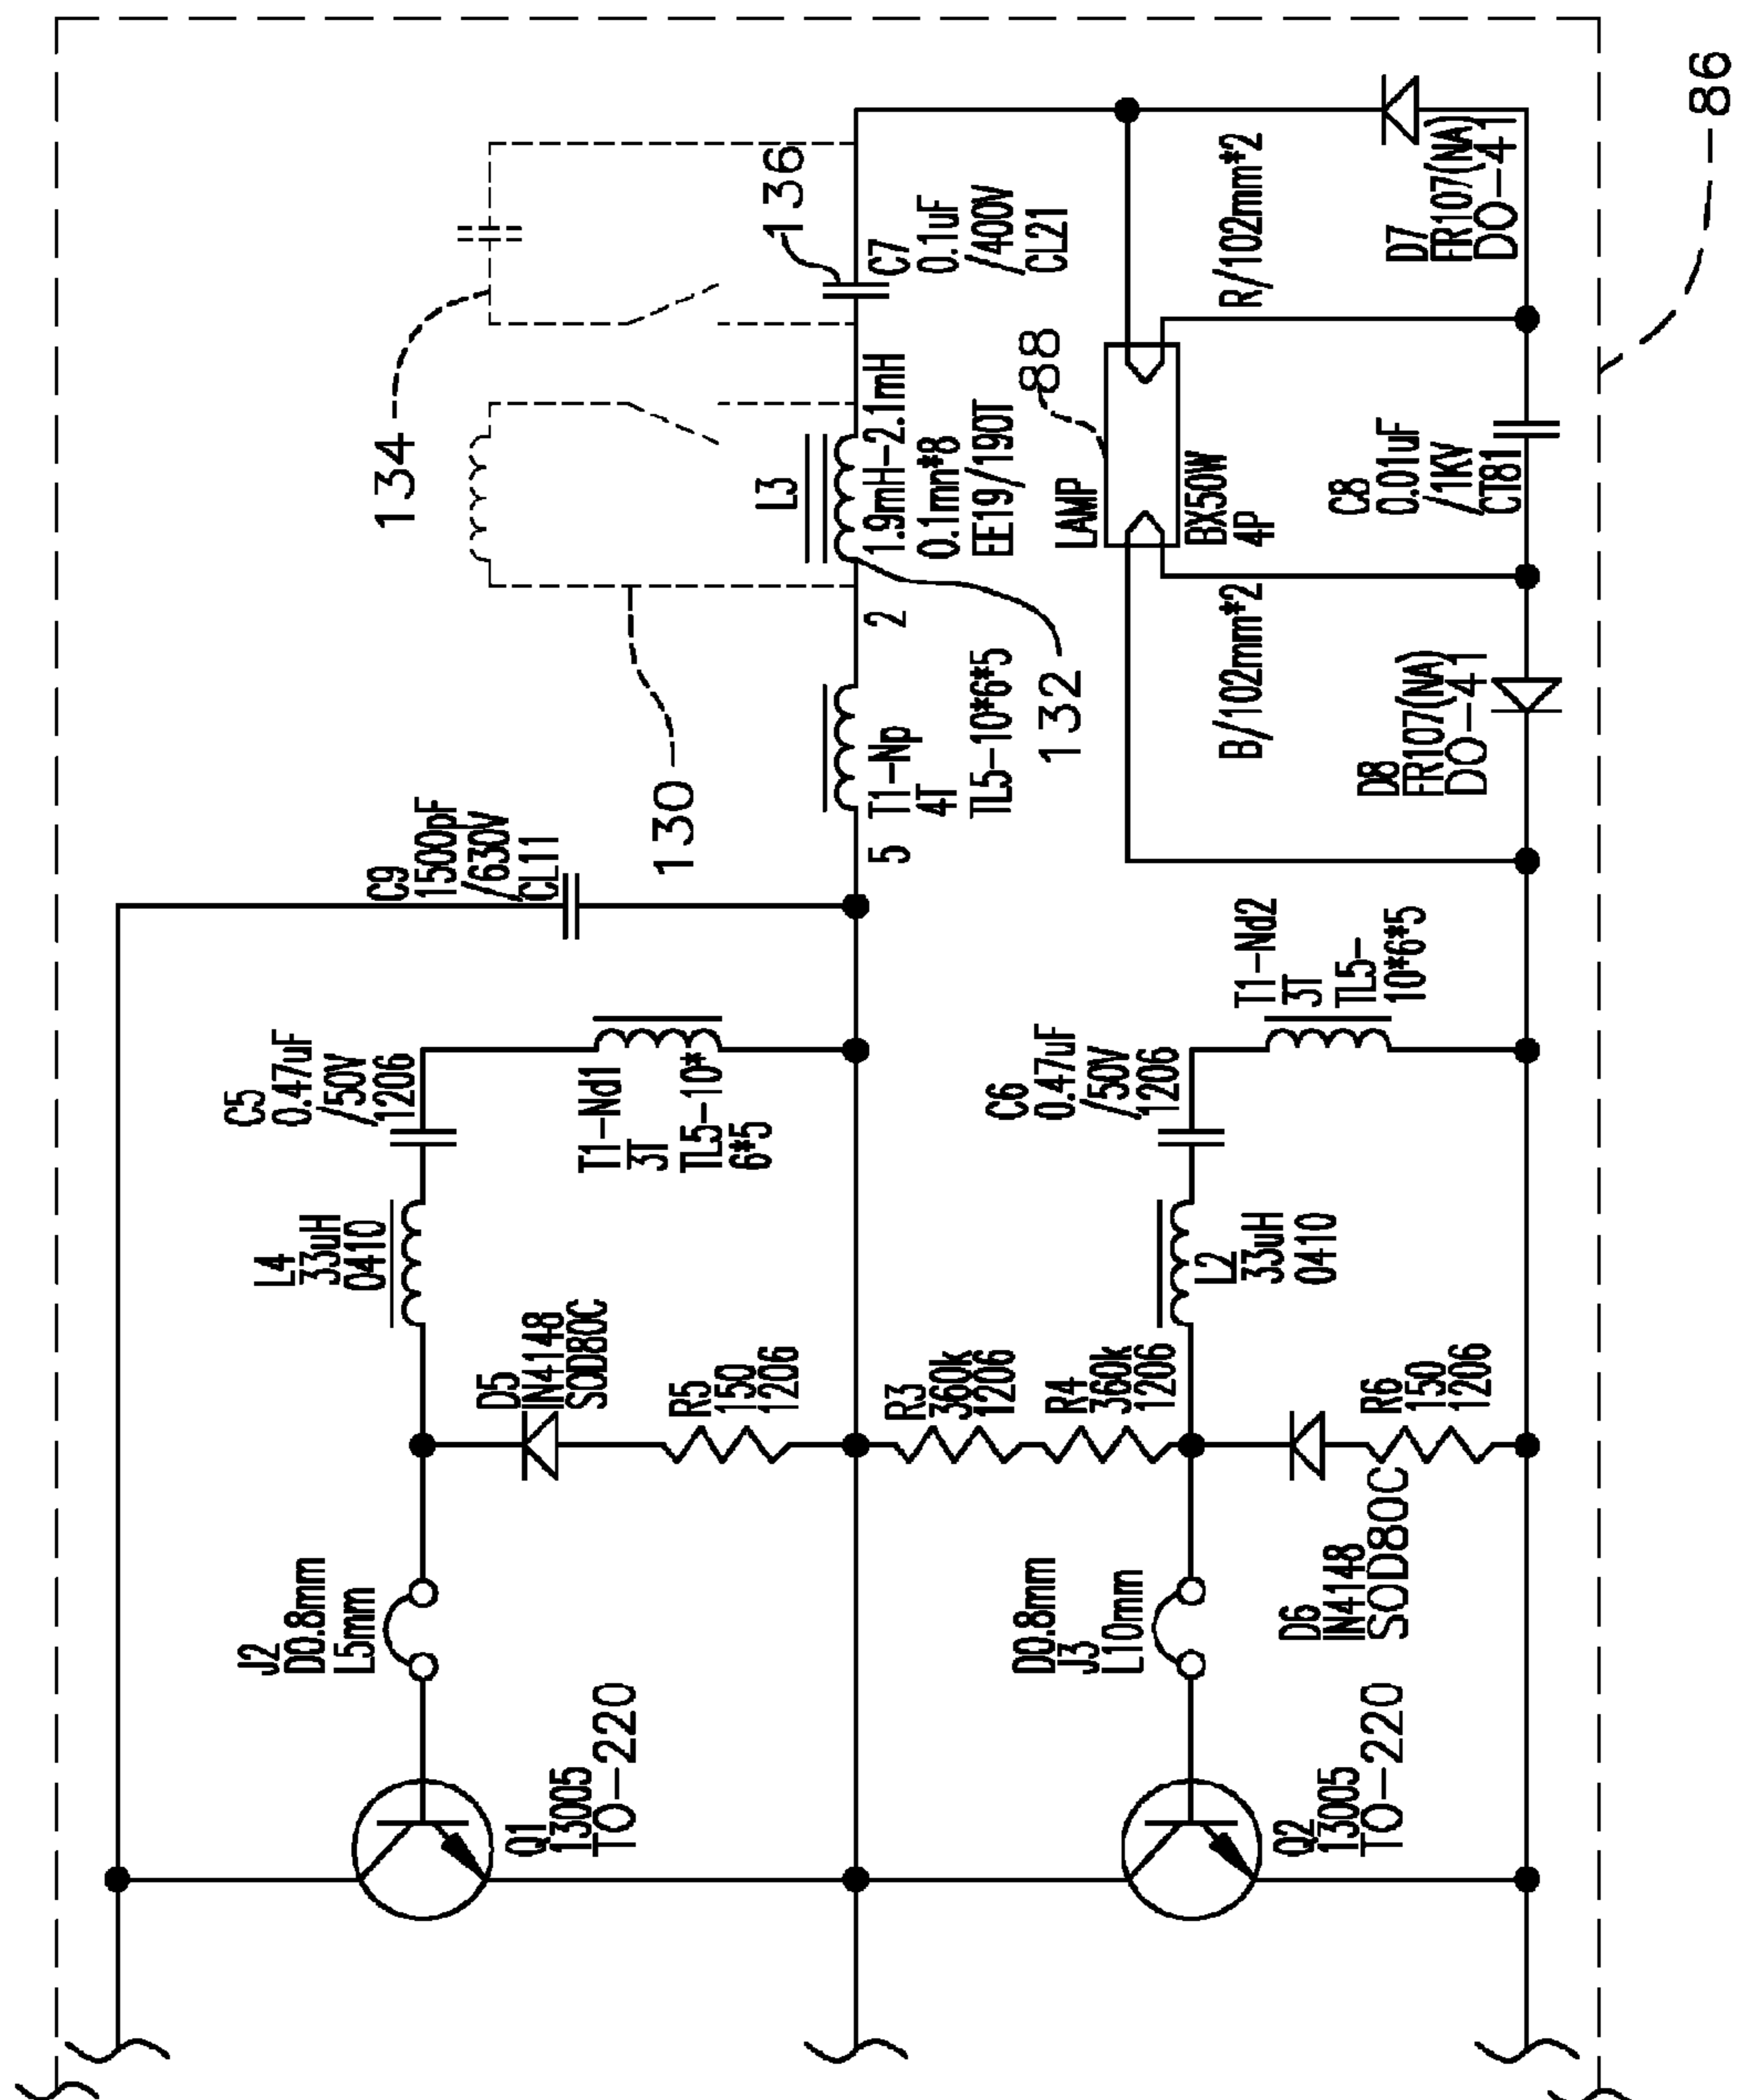 J2
D0.8mm
L5mm
Q1
13005
TO-220
L4
33uH
0410
C5
0.47uF
/50V
1206
D5
IN4148
SOD80C
R5
150
1206
T1-Nd1
3T
TL5-10*
6*5
C9
1500pF
/630V
CL11
130
134
136
L3
1.9mH-2.1mH
0.1mn*8
EE19/190T
C7
0.1uF
/400V
CL21
5
2
T1-Np
4T
TL5-10*6*5
132
R3
360k
1206
R4
360k
1206
D0.8mm
J3
L10mm
Q2
13005
TO-220
D6
IN4148
SOD80C
R6
150
1206
L2
33uH
0410
C6
0.47uF
/50V
1206
T1-Nd2
3T
TL5-
10*6*5
88
LAMP
BX50W
4P
B/102mm*2
R/102mm*2
D8
FR107(NA)
DO-41
C8
0.01uF
/1KV
CT81
D7
FR107(NA)
DO-41
86